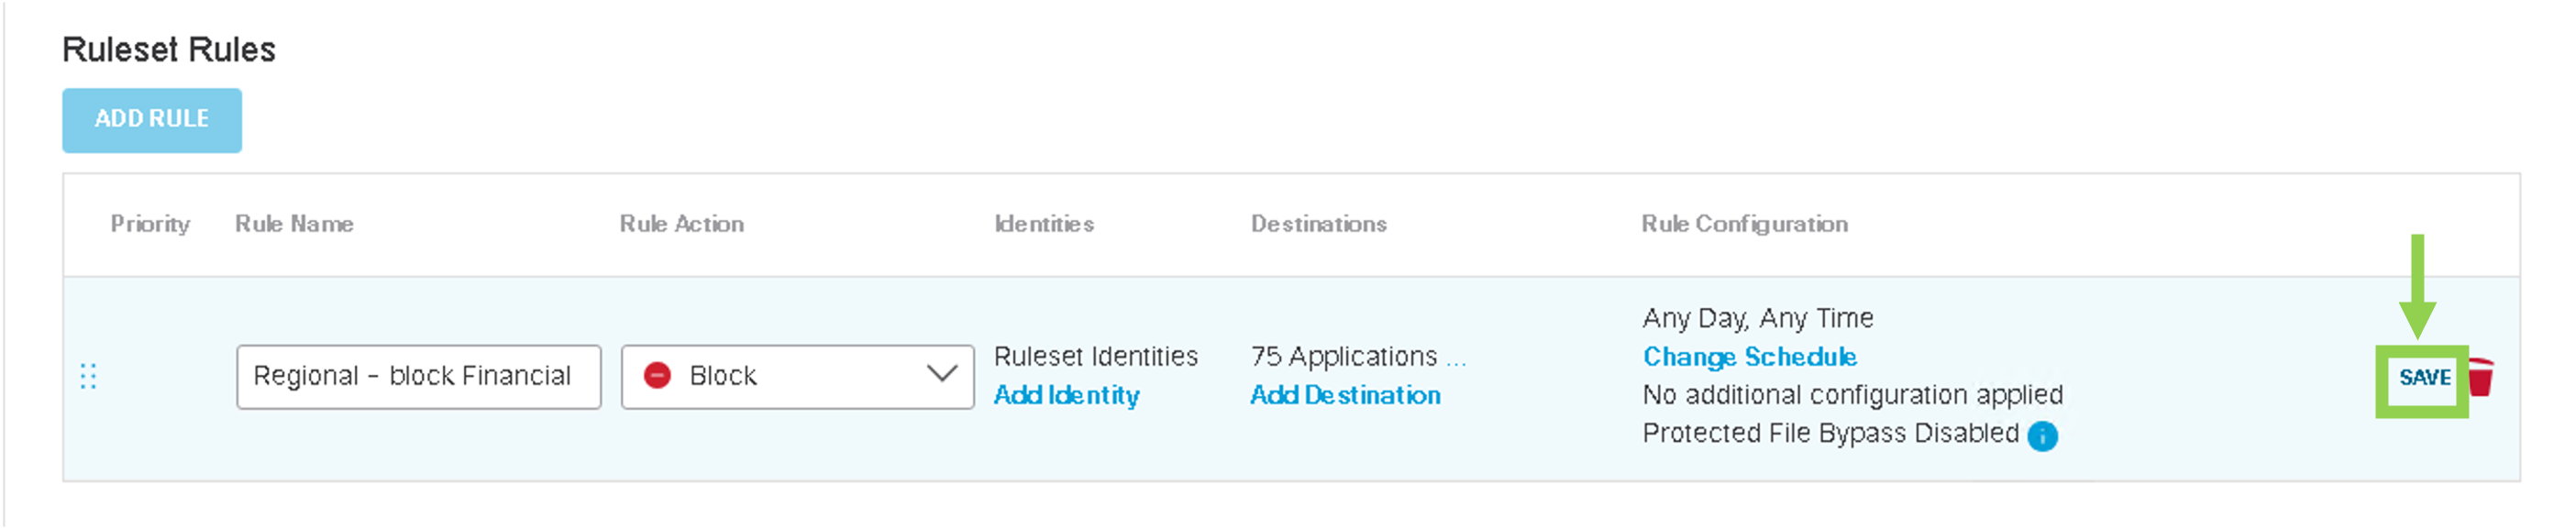 Ruleset Rules
ADD RULE
Priority Rule Name Rule Action Identities Destinations Rule Configuration
Regional - block Financial
Block
Ruleset Identities
Add Identity
75 Applications ...
Add Destination
Any Day, Any Time
Change Schedule
No additional configuration applied
Protected File Bypass Disabled
SAVE